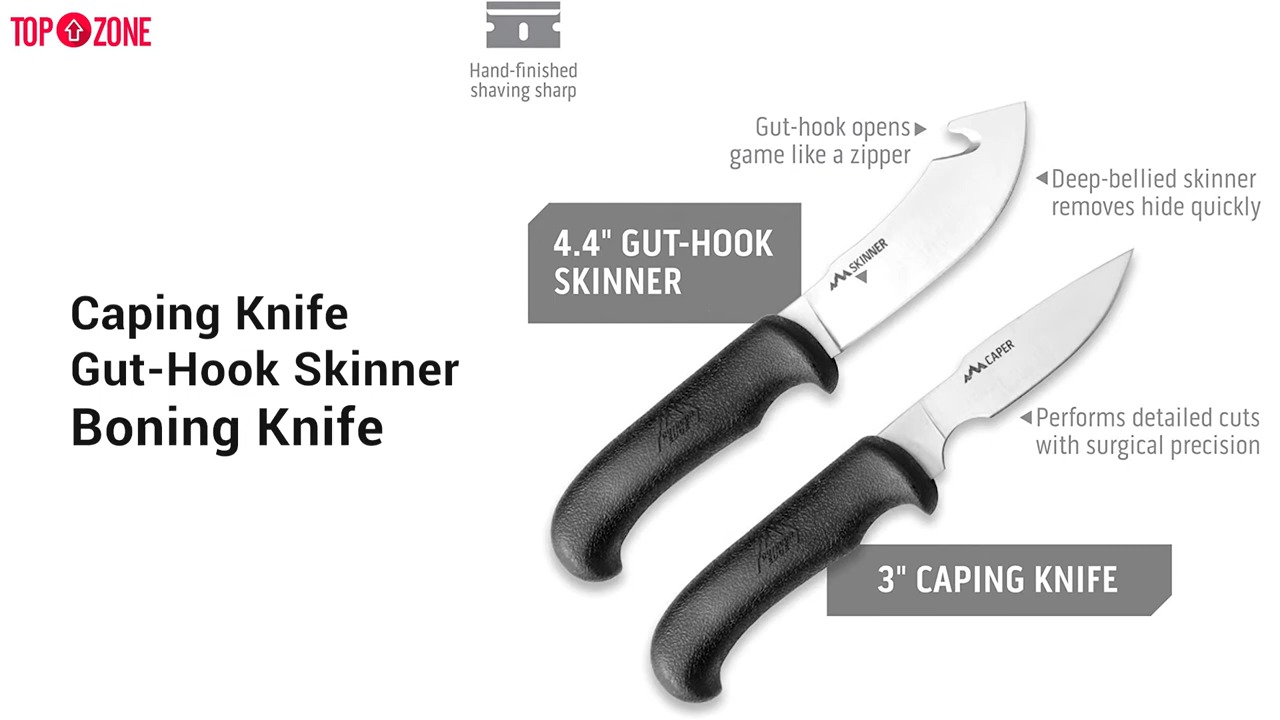 TOP ZONE
Hand-finished
shaving sharp
Gut-hook opens
game like a zipper
Deep-bellied skinner
removes hide quickly
4.4" GUT-HOOK
SKINNER
SKINNER
Caping Knife
Gut-Hook Skinner
Boning Knife
CAPER
Performs detailed cuts
with surgical precision
3" CAPING KNIFE